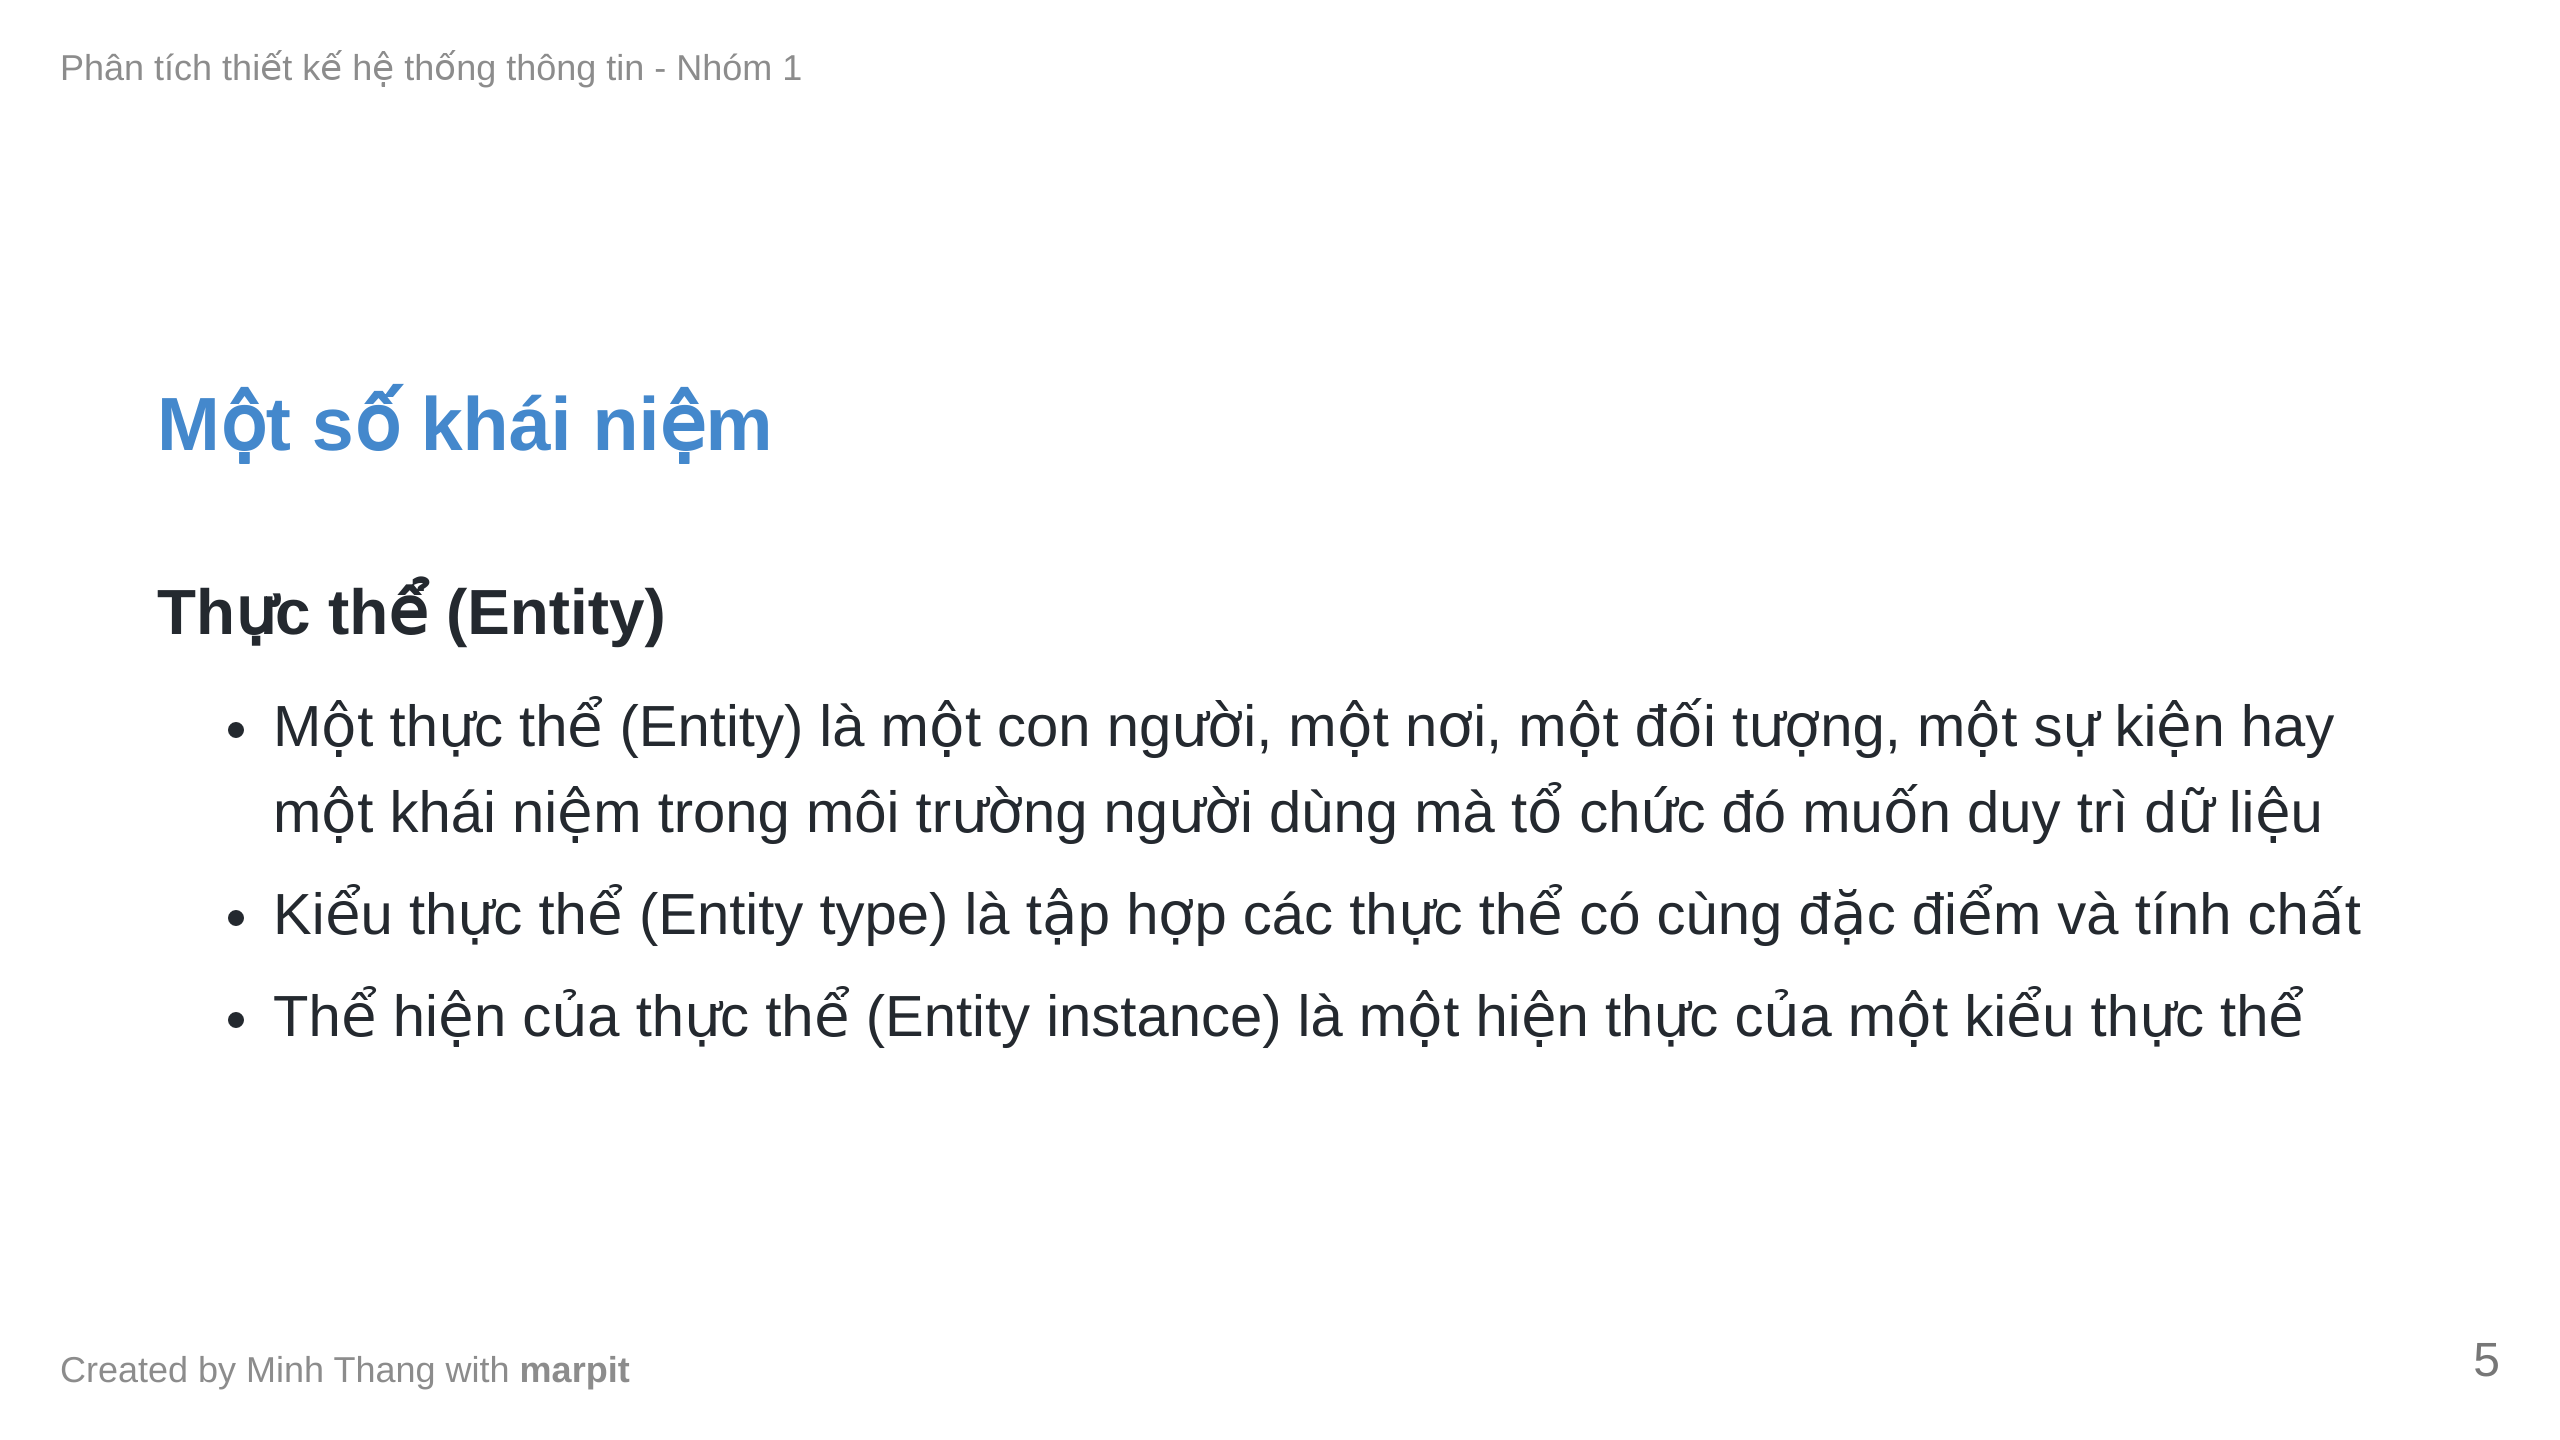 Phân tích thiết kế hệ thống thông tin - Nhóm 1
Một số khái niệm
Thực thể (Entity)
• Một thực thể (Entity) là một con người, một nơi, một đối tượng, một sự kiện hay
một khái niệm trong môi trường người dùng mà tổ chức đó muốn duy trì dữ liệu
• Kiểu thực thể (Entity type) là tập hợp các thực thể có cùng đặc điểm và tính chất
• Thể hiện của thực thể (Entity instance) là một hiện thực của một kiểu thực thể
Created by Minh Thang with marpit
5